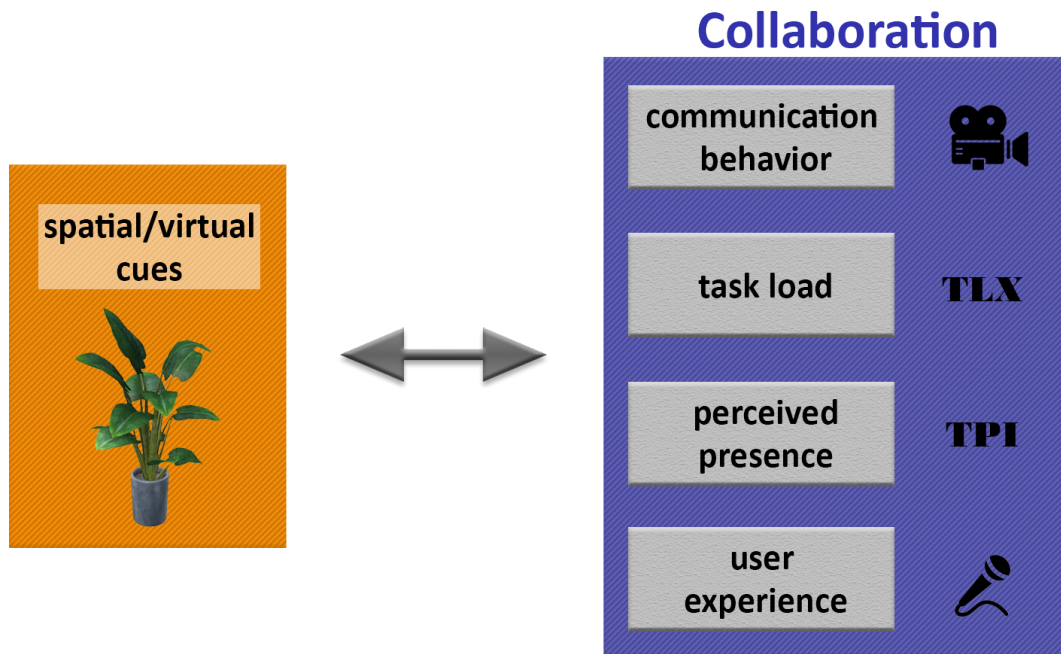 Collaboration
spatial/virtual
cues
communication
behavior
task load
TLX
perceived
presence
TPI
user
experience